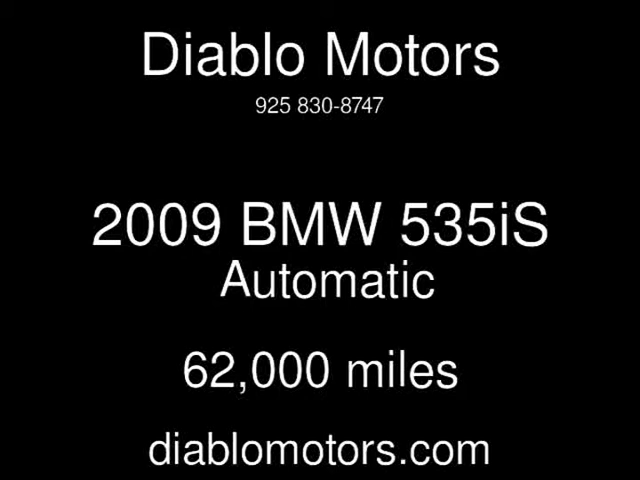 Diablo Motors
925 830-8747
2009 BMW 535iS
Automatic
62,000 miles
diablomotors.com